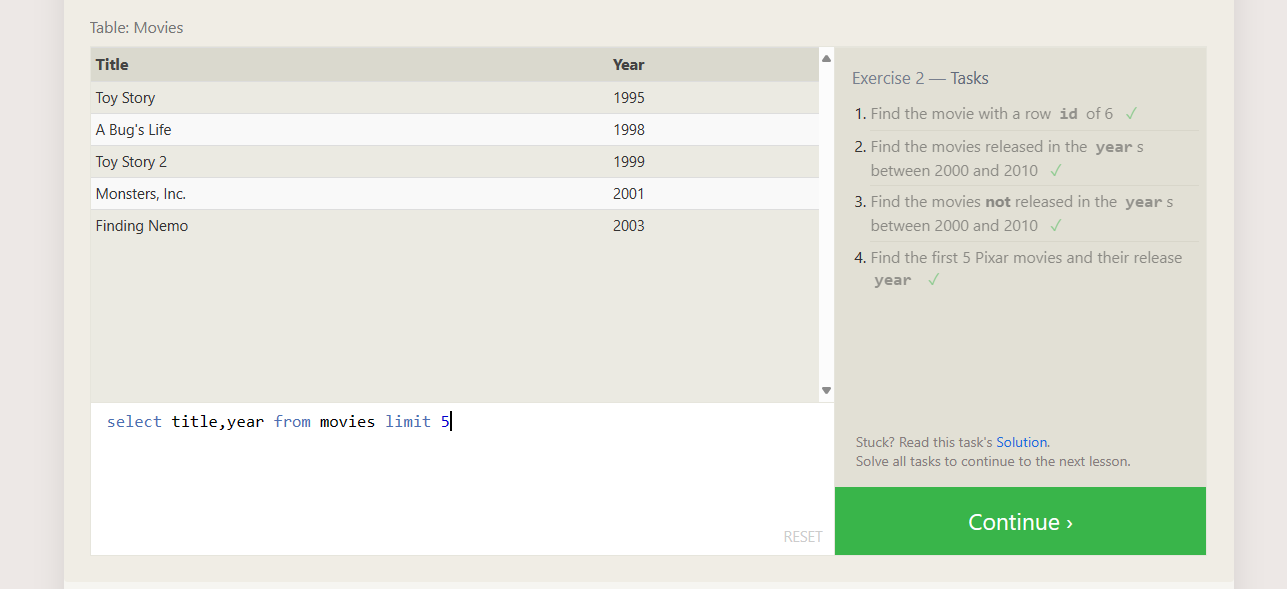 Table: Movies
Title Year
Toy Story 1995
A Bug's Life 1998
Toy Story 2 1999
Monsters, Inc. 2001
Finding Nemo 2003
select title,year from movies limit 5
RESET
Exercise 2 — Tasks
1. Find the movie with a row id of 6 ✓
2. Find the movies released in the year s
between 2000 and 2010 ✓
3. Find the movies not released in the year s
between 2000 and 2010 ✓
4. Find the first 5 Pixar movies and their release
year ✓
Stuck? Read this task's Solution.
Solve all tasks to continue to the next lesson.
Continue ›